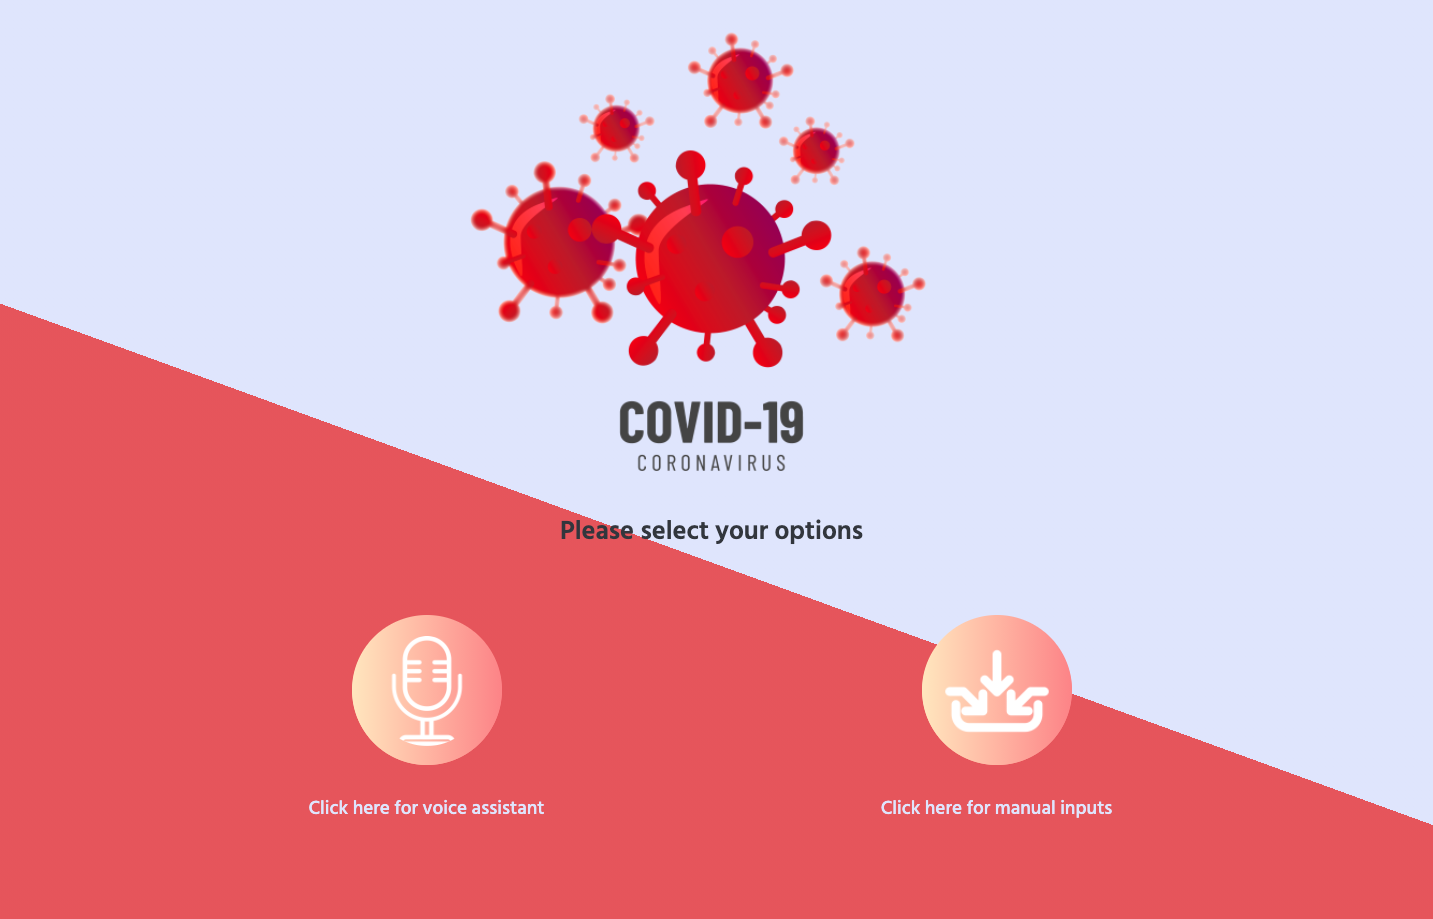 COVID-19
CORONAVIRUS
Please select your options
Click here for voice assistant
Click here for manual inputs